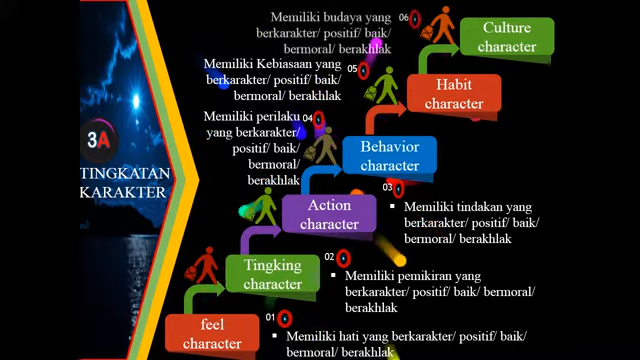 3A
TINGKATAN
KARAKTER
Memiliki budaya yang
berkarakter/ positif/ baik/
bermoral/ berakhlak
06
Culture
character
Memiliki Kebiasaan yang
berkarakter/ positif/ baik/
bermoral/ berakhlak
05
Habit
character
Memiliki perilaku
yang berkarakter/
positif/ baik/
bermoral/
berakhlak
04
Behavior
character
03
Action
character
▪ Memiliki tindakan yang
berkarakter/ positif/ baik/
bermoral/ berakhlak
02
Tingking
character
▪ Memiliki pemikiran yang
berkarakter/ positif/ baik/ bermoral/
berakhlak
01
feel
character
▪ Memiliki hati yang berkarakter/ positif/ baik/
bermoral/ berakhlak